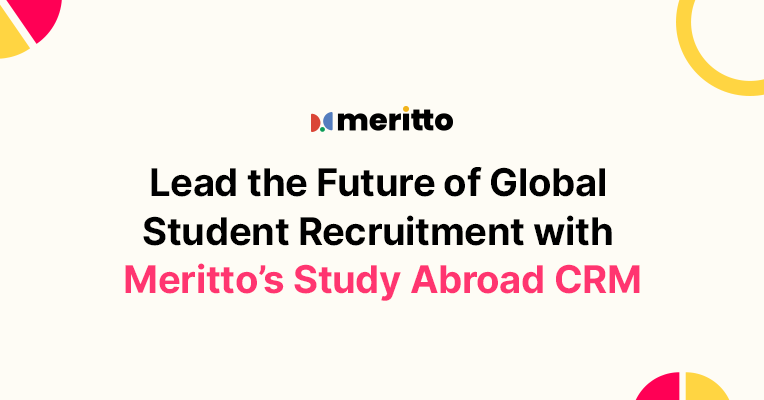 meritto
Lead the Future of Global
Student Recruitment with
Meritto’s Study Abroad CRM